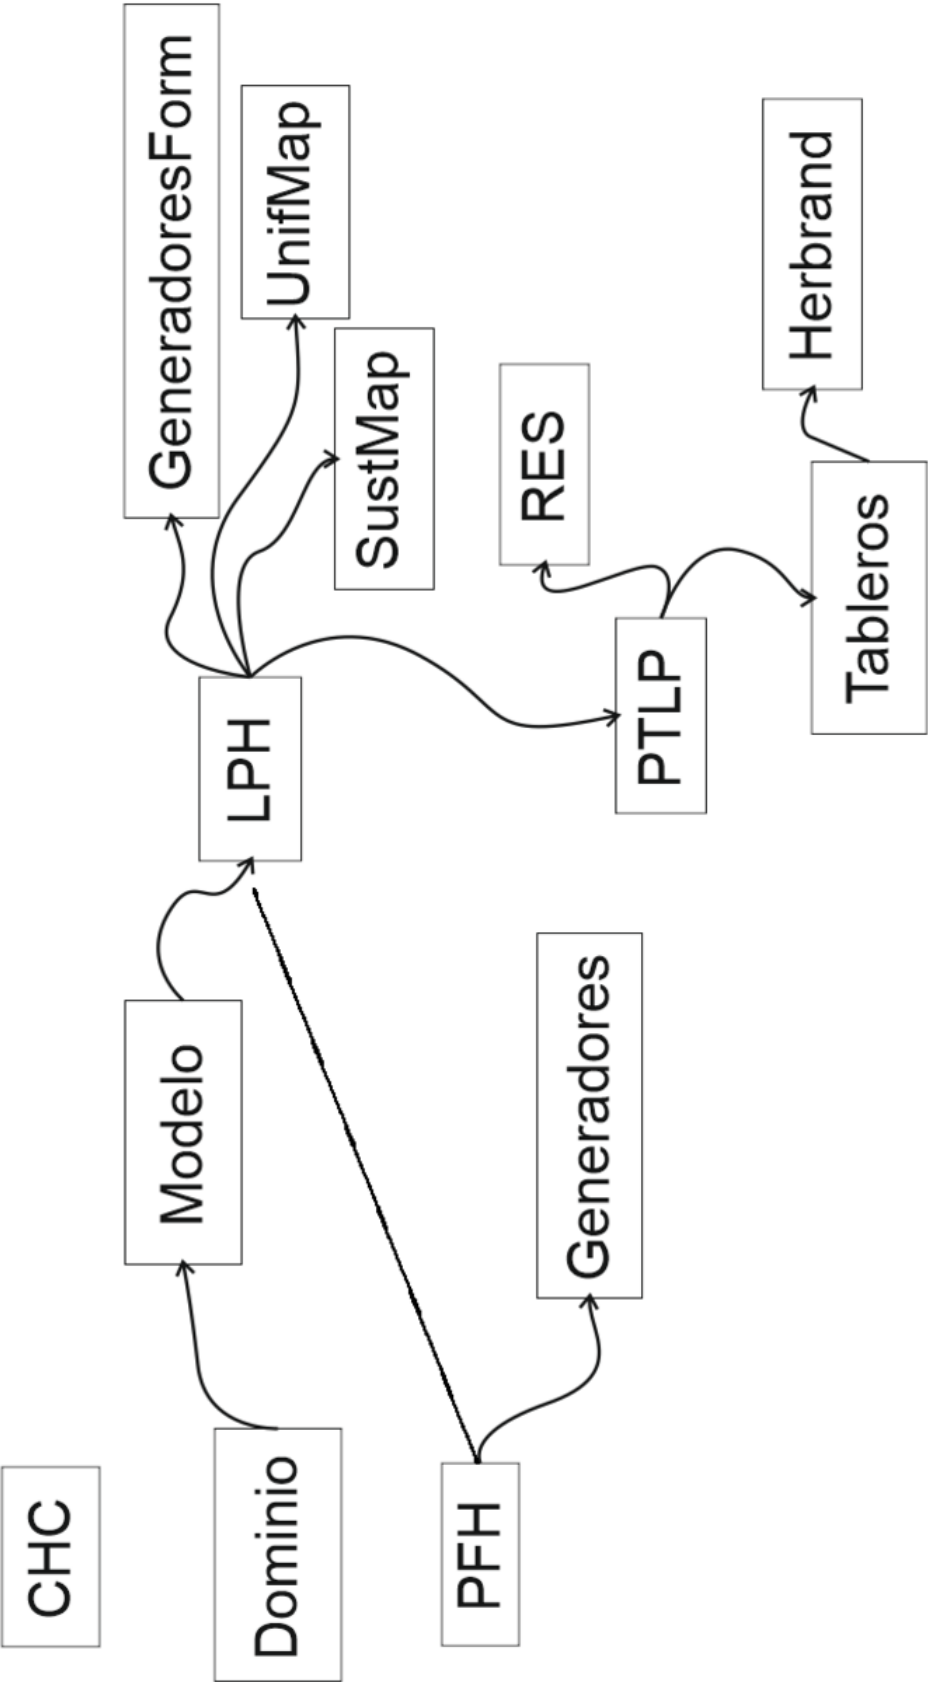 CHC
Dominio
PFH
Modelo
Generadores
LPH
GeneradoresForm
UnifMap
SustMap
PTLP
RES
Tableros
Herbrand